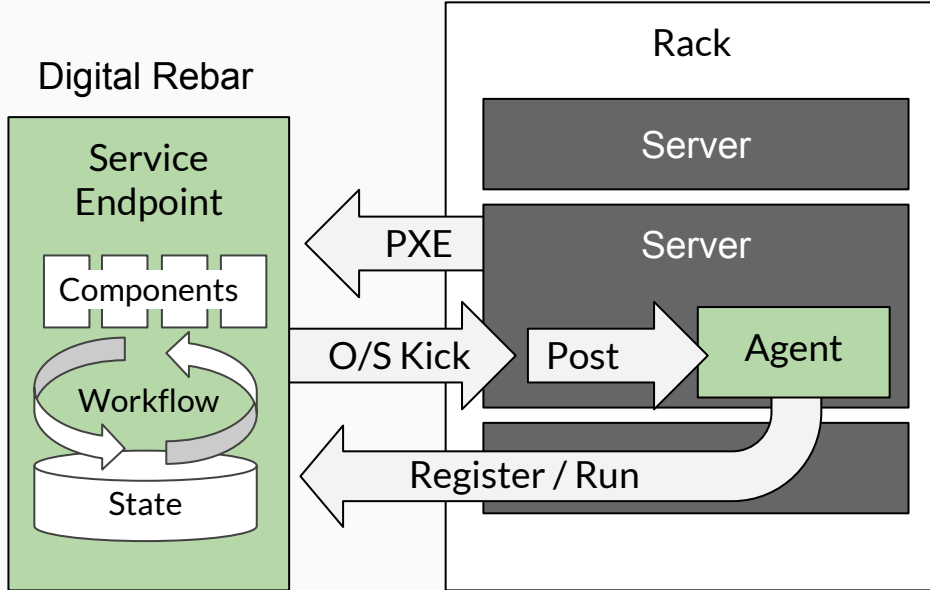 Digital Rebar
Service
Endpoint
Components
Workflow
State
Rack
Server
Server
PXE
O/S Kick
Post
Agent
Register / Run